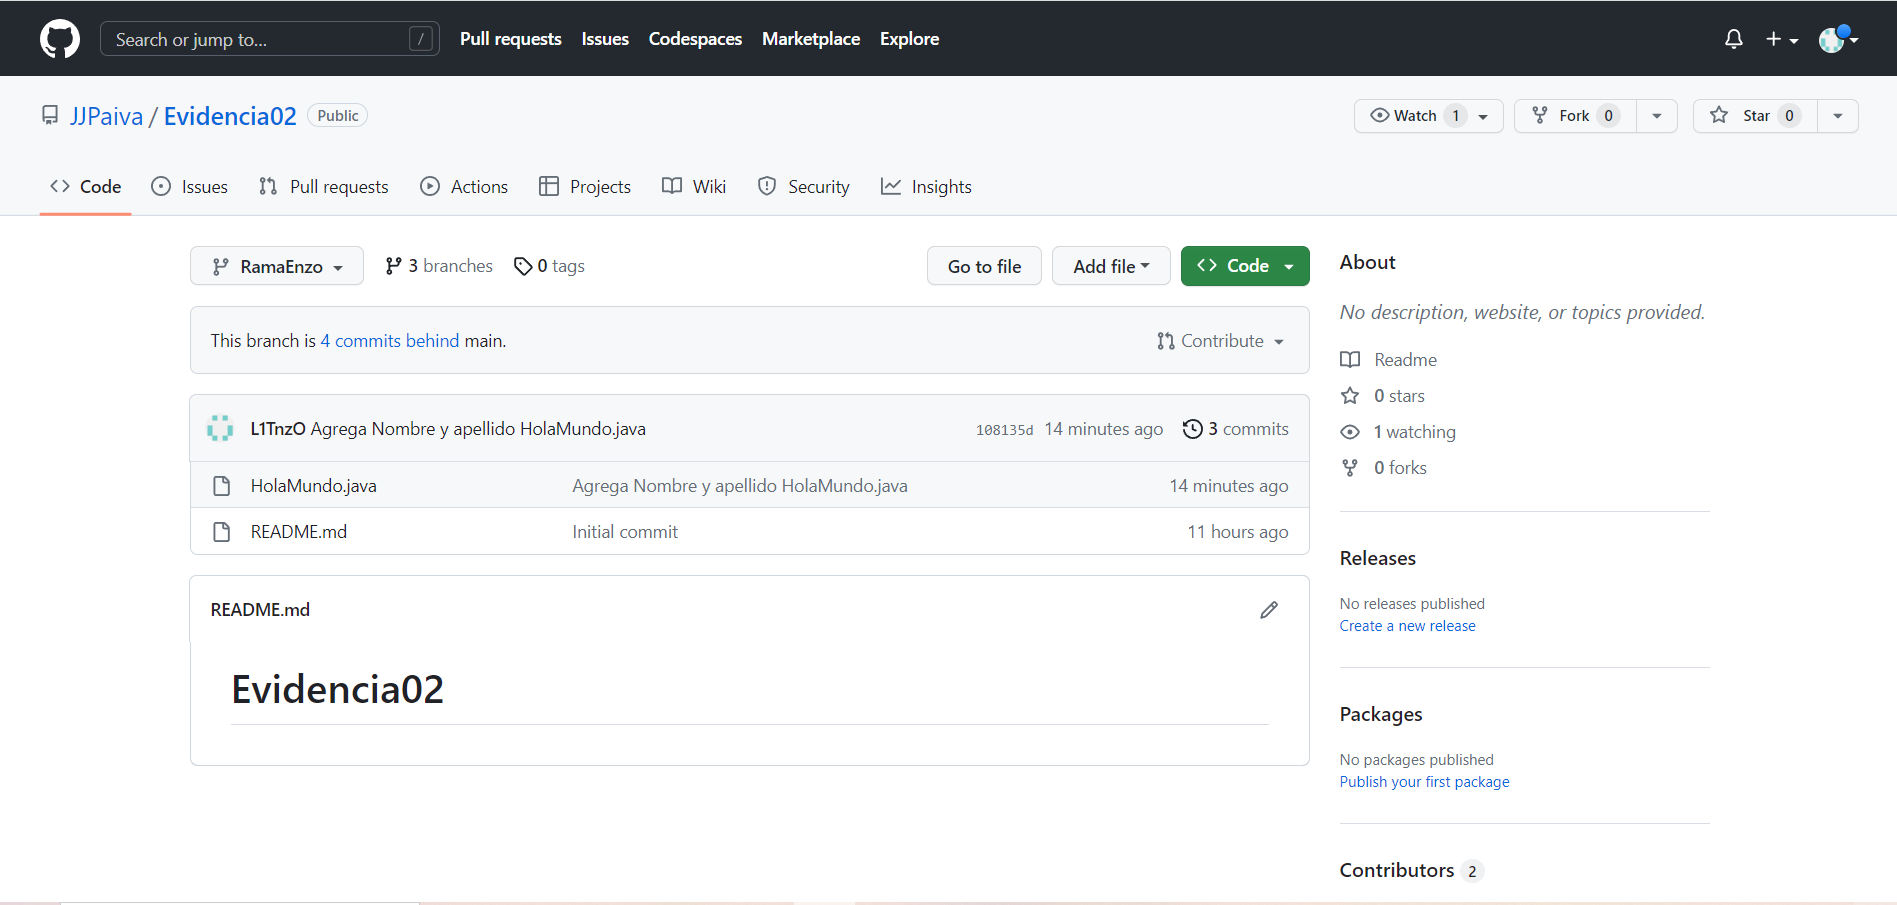 Search or jump to... /
Pull requests Issues Codespaces Marketplace Explore
JJPaiva / Evidencia02 Public
Watch 1 Fork 0 Star 0
Code Issues Pull requests Actions Projects Wiki Security Insights
RamaEnzo 3 branches 0 tags Go to file Add file Code
This branch is 4 commits behind main. Contribute
L1TnzO Agrega Nombre y apellido HolaMundo.java 108135d 14 minutes ago 3 commits
HolaMundo.java Agrega Nombre y apellido HolaMundo.java 14 minutes ago
README.md Initial commit 11 hours ago
README.md
Evidencia02
About
No description, website, or topics provided.
Readme
0 stars
1 watching
0 forks
Releases
No releases published
Create a new release
Packages
No packages published
Publish your first package
Contributors 2